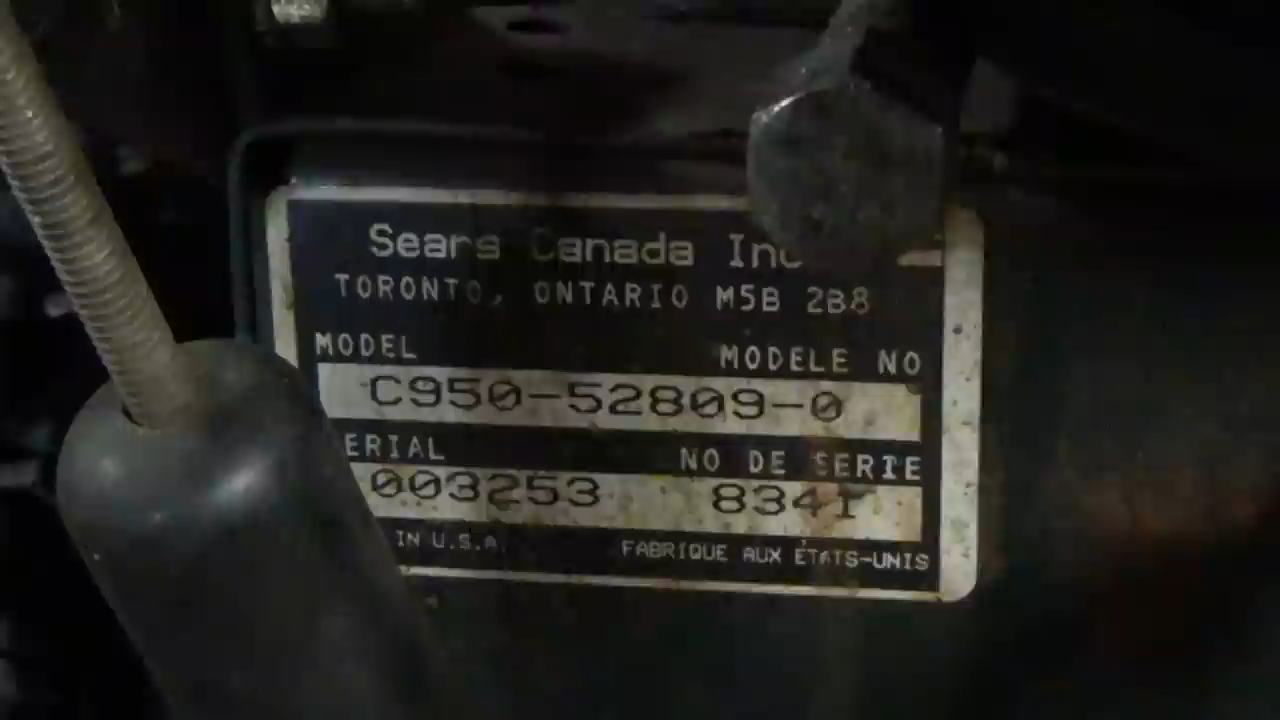 Sears Canada Inc
TORONTO, ONTARIO M5B 2B8
MODEL MODELE NO
C950-52809-0
ERIAL NO DE SERIE
003253 834I
IN U.S.A. FABRIQUE AUX ÉTATS-UNIS